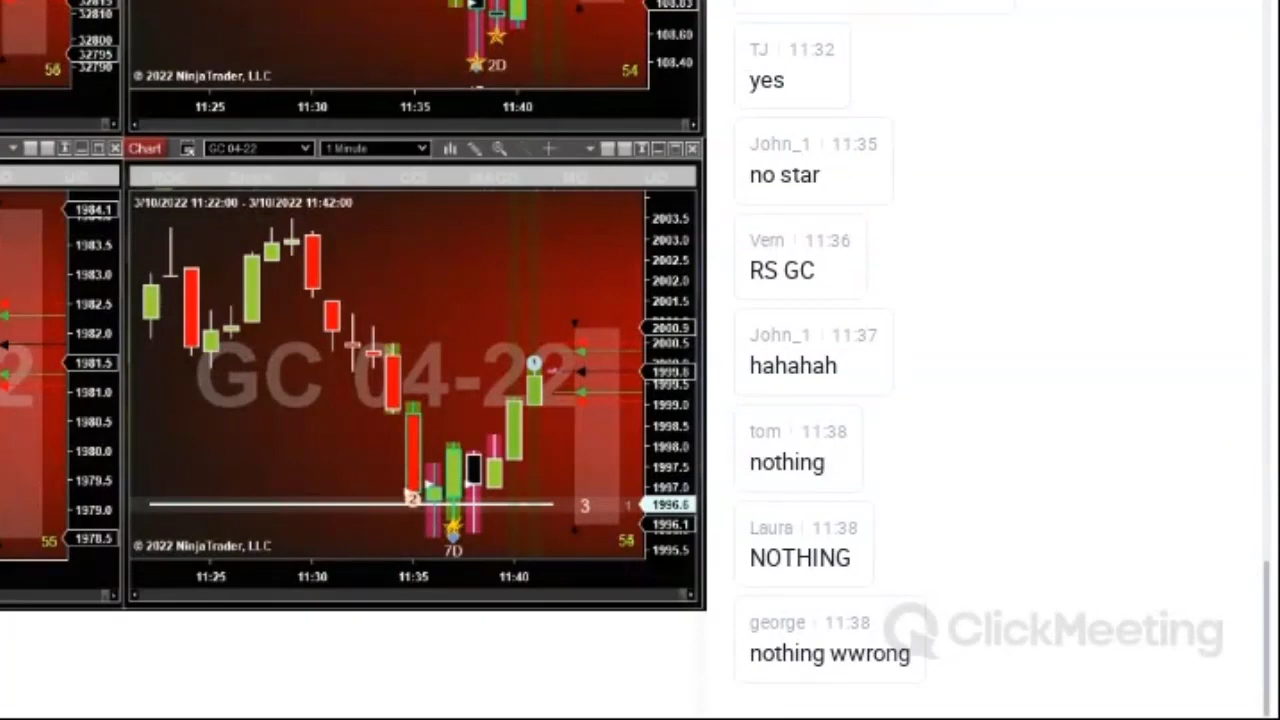 32810
32800
32795
32790
56
© 2022 NinjaTrader, LLC
2D
54
108.60
108.40
11:25
11:30
11:35
11:40
Chart
GC 04-22
1 Minute
1984.1
1983.5
1983.0
1982.5
1982.0
1981.5
1981.0
1980.5
1980.0
1979.5
1979.0
1978.5
55
3/10/2022 11:22:00 - 3/10/2022 11:42:00
GC 04-22
2003.5
2003.0
2002.5
2002.0
2001.5
2000.9
2000.5
1999.8
1999.5
1999.0
1998.5
1998.0
1997.5
1997.0
1996.6
1996.1
1995.5
3
1
7D
© 2022 NinjaTrader, LLC
11:25
11:30
11:35
11:40
TJ 11:32
yes
John_1 11:35
no star
Vern 11:36
RS GC
John_1 11:37
hahahah
tom 11:38
nothing
Laura 11:38
NOTHING
george 11:38
nothing wwrong
ClickMeeting